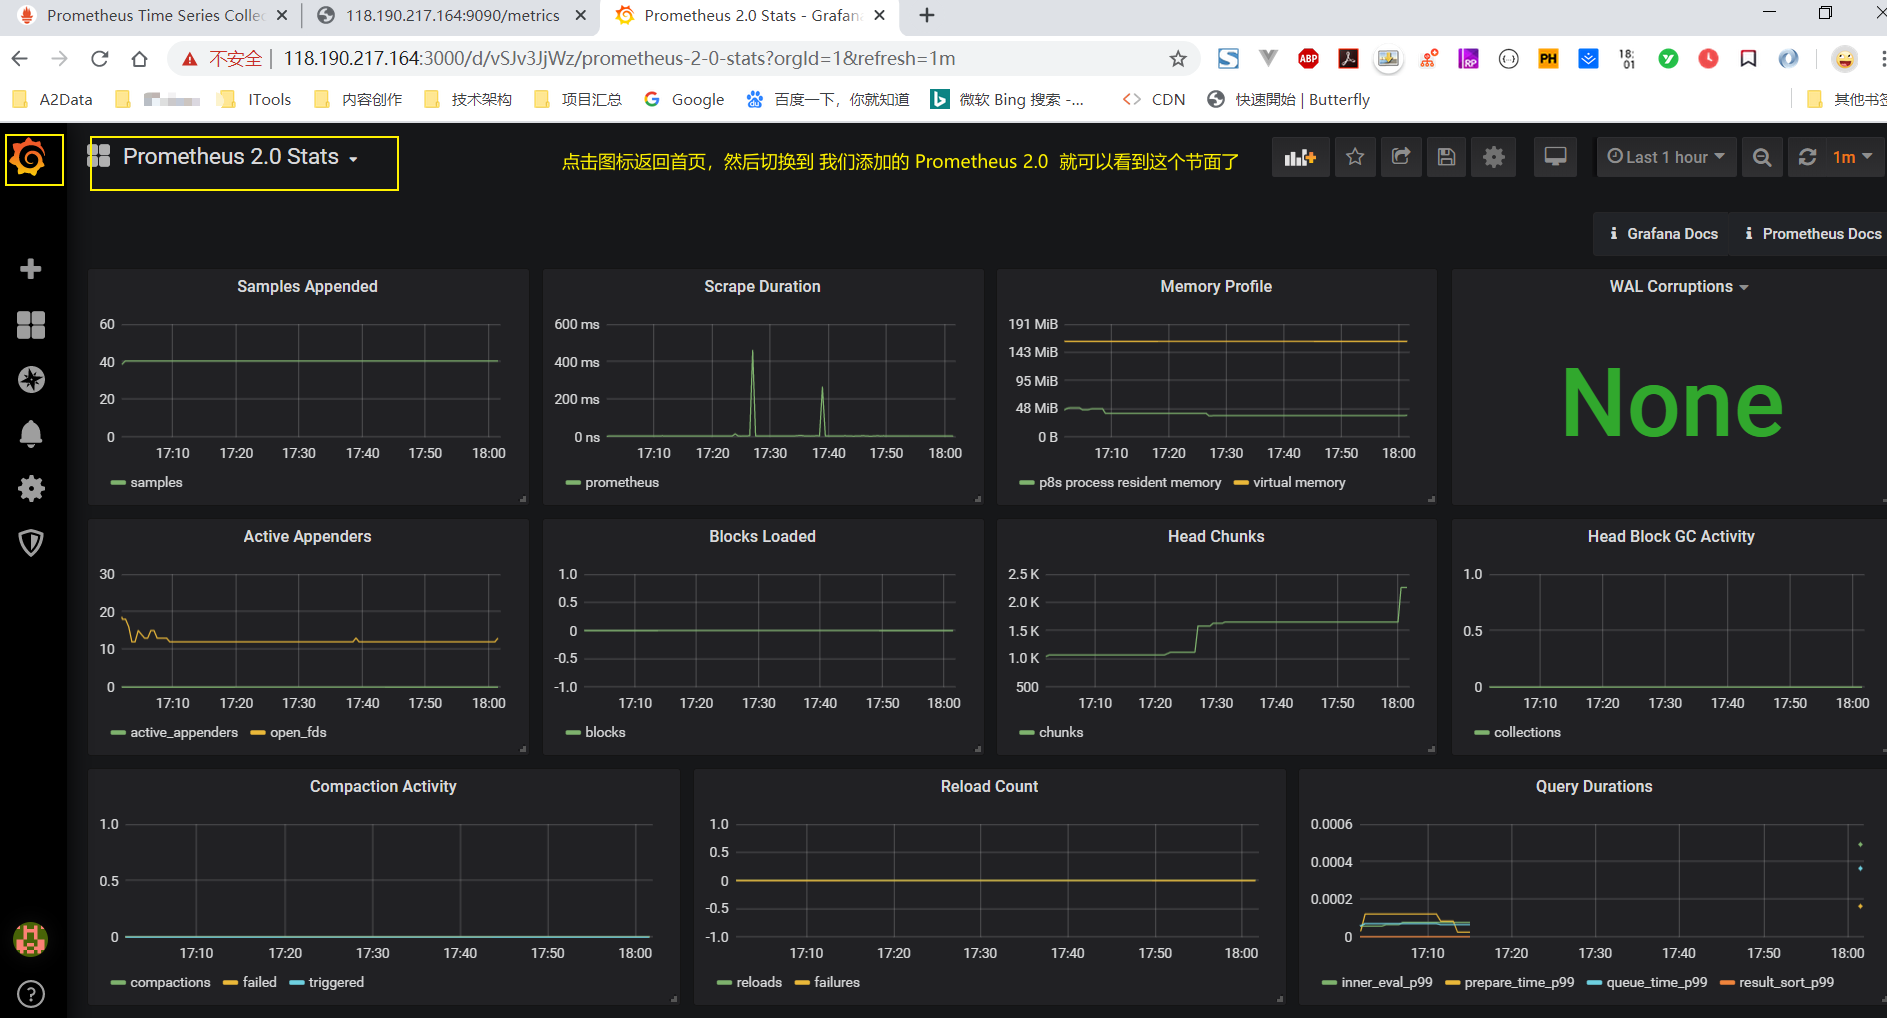 Prometheus Time Series Collec
118.190.217.164:9090/metrics
Prometheus 2.0 Stats - Grafana
不安全 118.190.217.164:3000/d/vSJv3JjWz/prometheus-2-0-stats?orgId=1&refresh=1m
ABP
RP
PH
18:
01
A2Data
ITools
内容创作
技术架构
项目汇总
Google
百度一下，你就知道
微软 Bing 搜索 -...
CDN
快速開始 | Butterfly
其他书签
Prometheus 2.0 Stats
点击图标返回首页，然后切换到 我们添加的 Prometheus 2.0 就可以看到这个节面了
Last 1 hour
1m
Grafana Docs
Prometheus Docs
Samples Appended
60
40
20
0
17:10 17:20 17:30 17:40 17:50 18:00
samples
Scrape Duration
600 ms
400 ms
200 ms
0 ns
17:10 17:20 17:30 17:40 17:50 18:00
prometheus
Memory Profile
191 MiB
143 MiB
95 MiB
48 MiB
0 B
17:10 17:20 17:30 17:40 17:50 18:00
p8s process resident memory virtual memory
WAL Corruptions
None
Active Appenders
30
20
10
0
17:10 17:20 17:30 17:40 17:50 18:00
active_appenders open_fds
Blocks Loaded
1.0
0.5
0
-0.5
-1.0
17:10 17:20 17:30 17:40 17:50 18:00
blocks
Head Chunks
2.5 K
2.0 K
1.5 K
1.0 K
500
17:10 17:20 17:30 17:40 17:50 18:00
chunks
Head Block GC Activity
1.0
0.5
0
17:10 17:20 17:30 17:40 17:50 18:00
collections
Compaction Activity
1.0
0.5
0
17:10 17:20 17:30 17:40 17:50 18:00
compactions failed triggered
Reload Count
1.0
0.5
0
-0.5
-1.0
17:10 17:20 17:30 17:40 17:50 18:00
reloads failures
Query Durations
0.0006
0.0004
0.0002
0
17:10 17:20 17:30 17:40 17:50 18:00
inner_eval_p99 prepare_time_p99 queue_time_p99 result_sort_p99